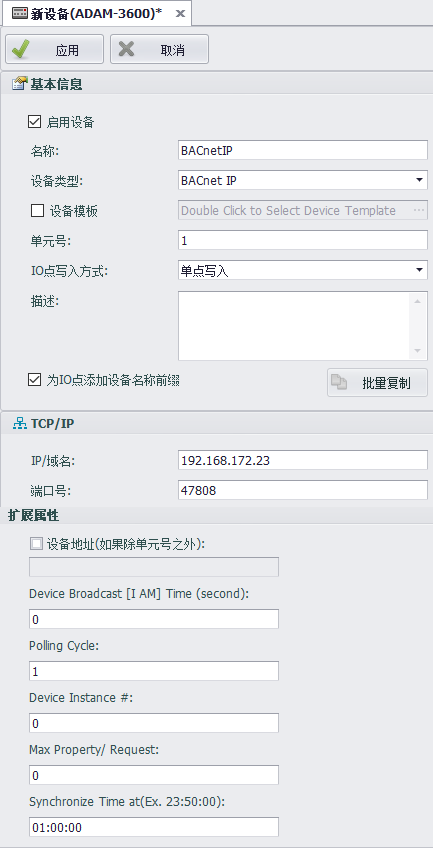 新设备(ADAM-3600)*
应用 取消
基本信息
启用设备
名称: BACnetIP
设备类型: BACnet IP
设备模板 Double Click to Select Device Template ...
单元号: 1
IO点写入方式: 单点写入
描述:
为IO点添加设备名称前缀 批量复制
TCP/IP
IP/域名: 192.168.172.23
端口号: 47808
扩展属性
设备地址(如果除单元号之外):
Device Broadcast [I AM] Time (second):
0
Polling Cycle:
1
Device Instance #:
0
Max Property/ Request:
0
Synchronize Time at(Ex. 23:50:00):
01:00:00